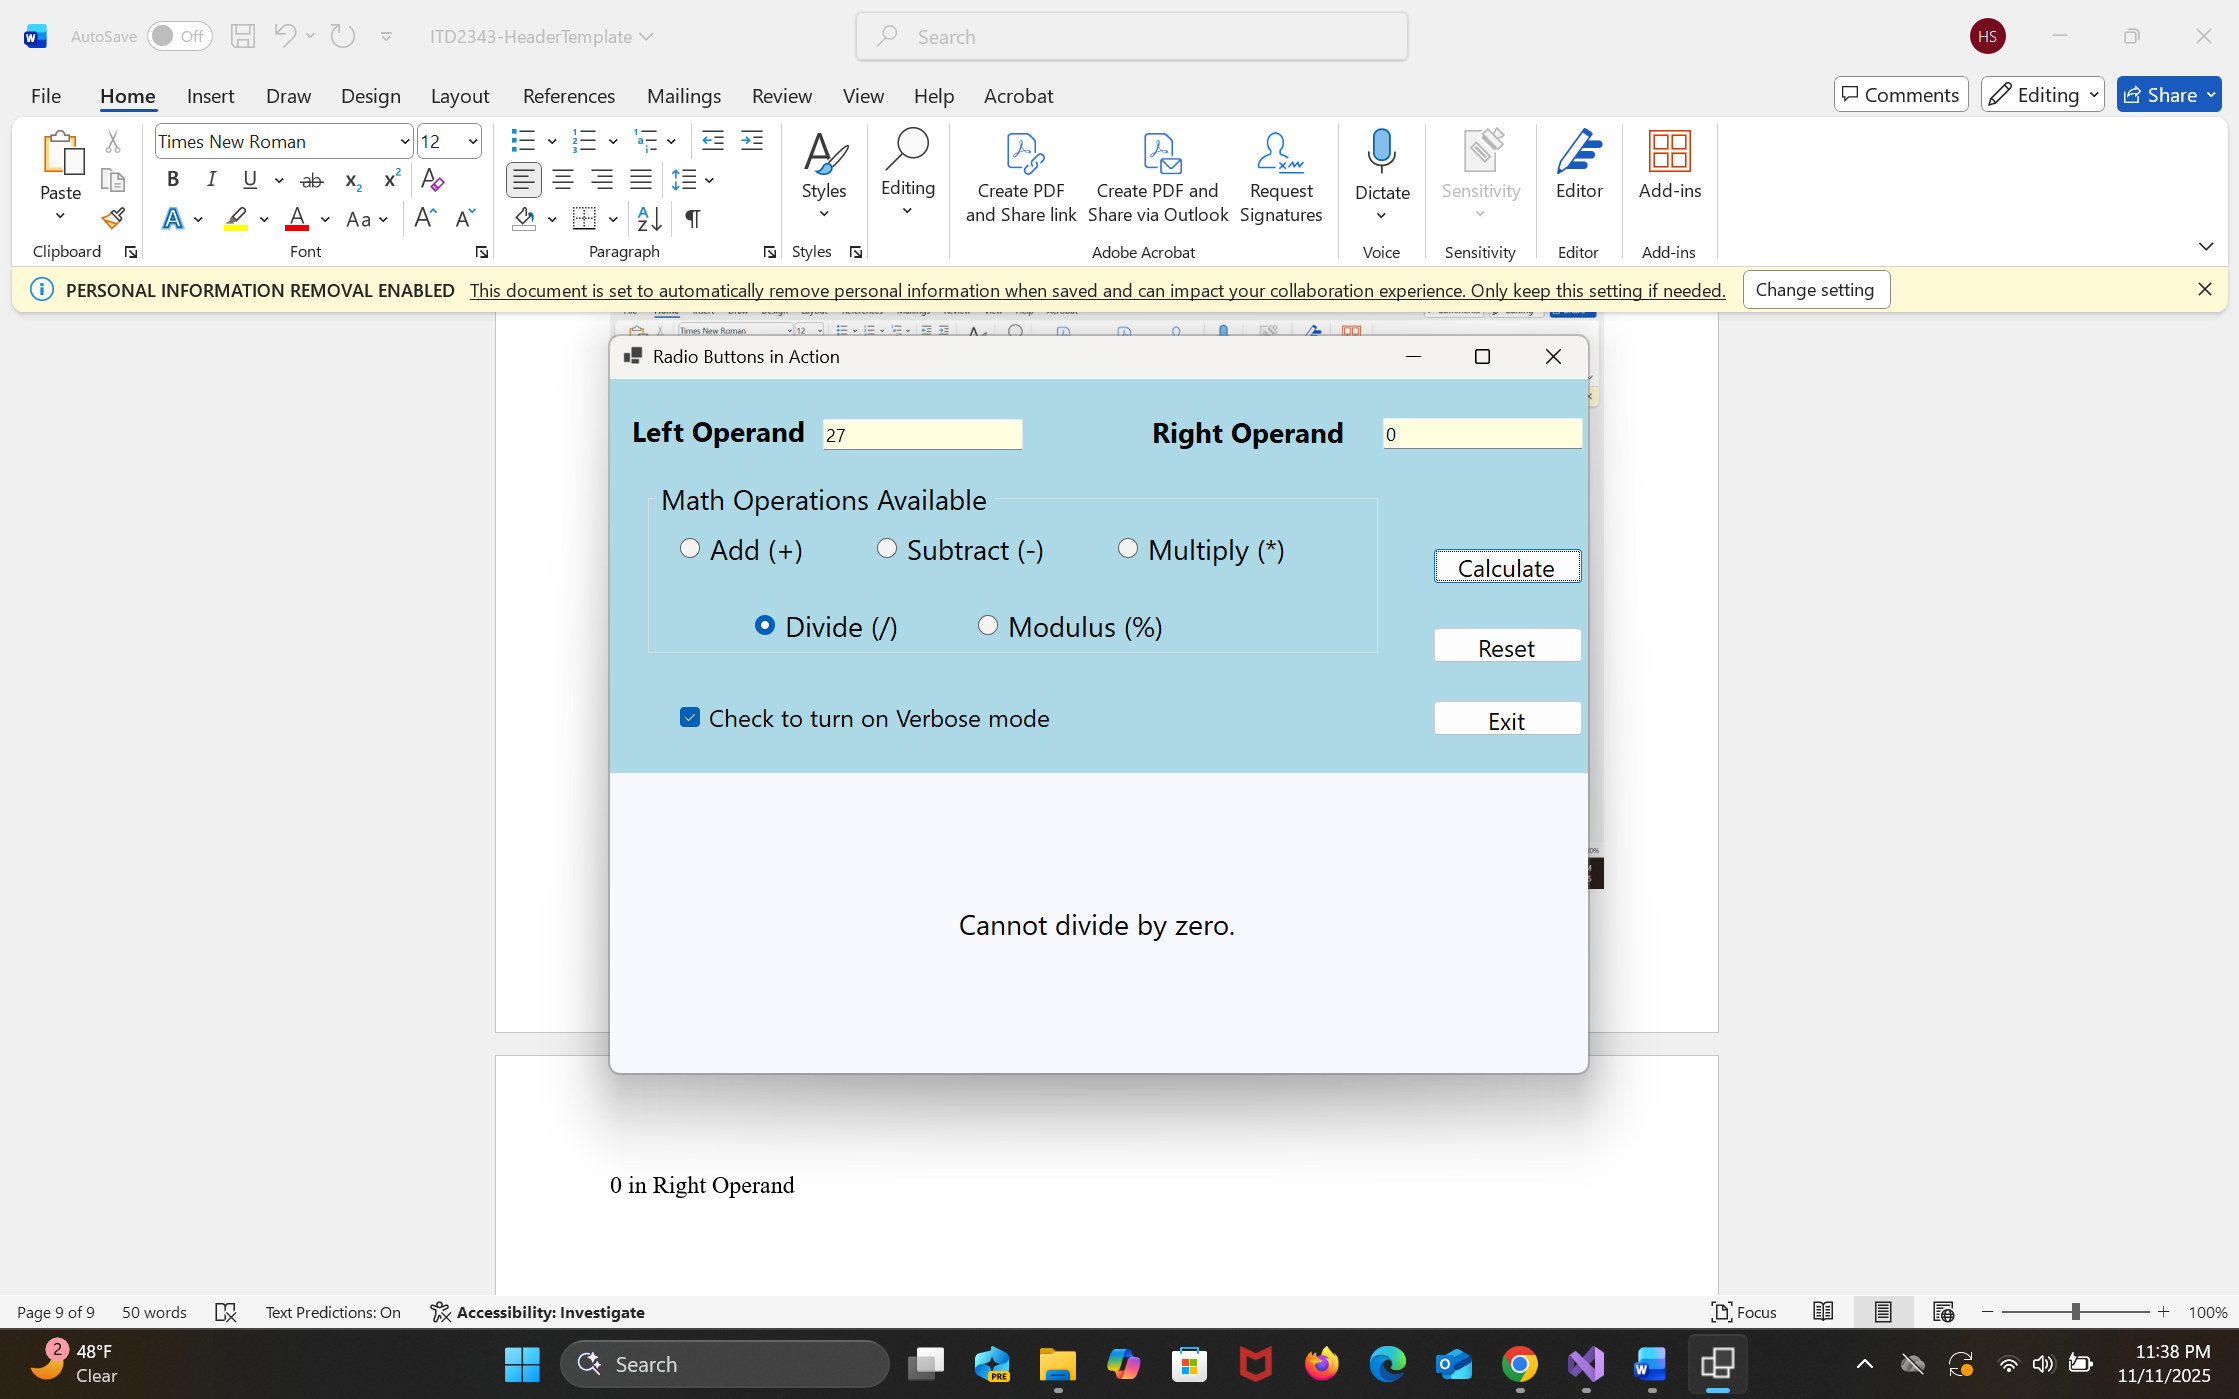 AutoSave Off ITD2343-HeaderTemplate Search HS
File Home Insert Draw Design Layout References Mailings Review View Help Acrobat Comments Editing Share
Paste
Times New Roman 12
Styles
Editing
Create PDF and Share link
Create PDF and Share via Outlook
Request Signatures
Dictate
Sensitivity
Editor
Add-ins
Clipboard Font Paragraph Styles Adobe Acrobat Voice Sensitivity Editor Add-ins
PERSONAL INFORMATION REMOVAL ENABLED This document is set to automatically remove personal information when saved and can impact your collaboration experience. Only keep this setting if needed. Change setting
Times New Roman 12
Radio Buttons in Action
Left Operand 27 Right Operand 0
Math Operations Available
Add (+) Subtract (-) Multiply (*)
Calculate
Divide (/) Modulus (%)
Reset
Check to turn on Verbose mode
Exit
Cannot divide by zero.
0 in Right Operand
Page 9 of 9 50 words Text Predictions: On Accessibility: Investigate Focus 100%
2 48°F
Clear
Search
PRE
11:38 PM
11/11/2025